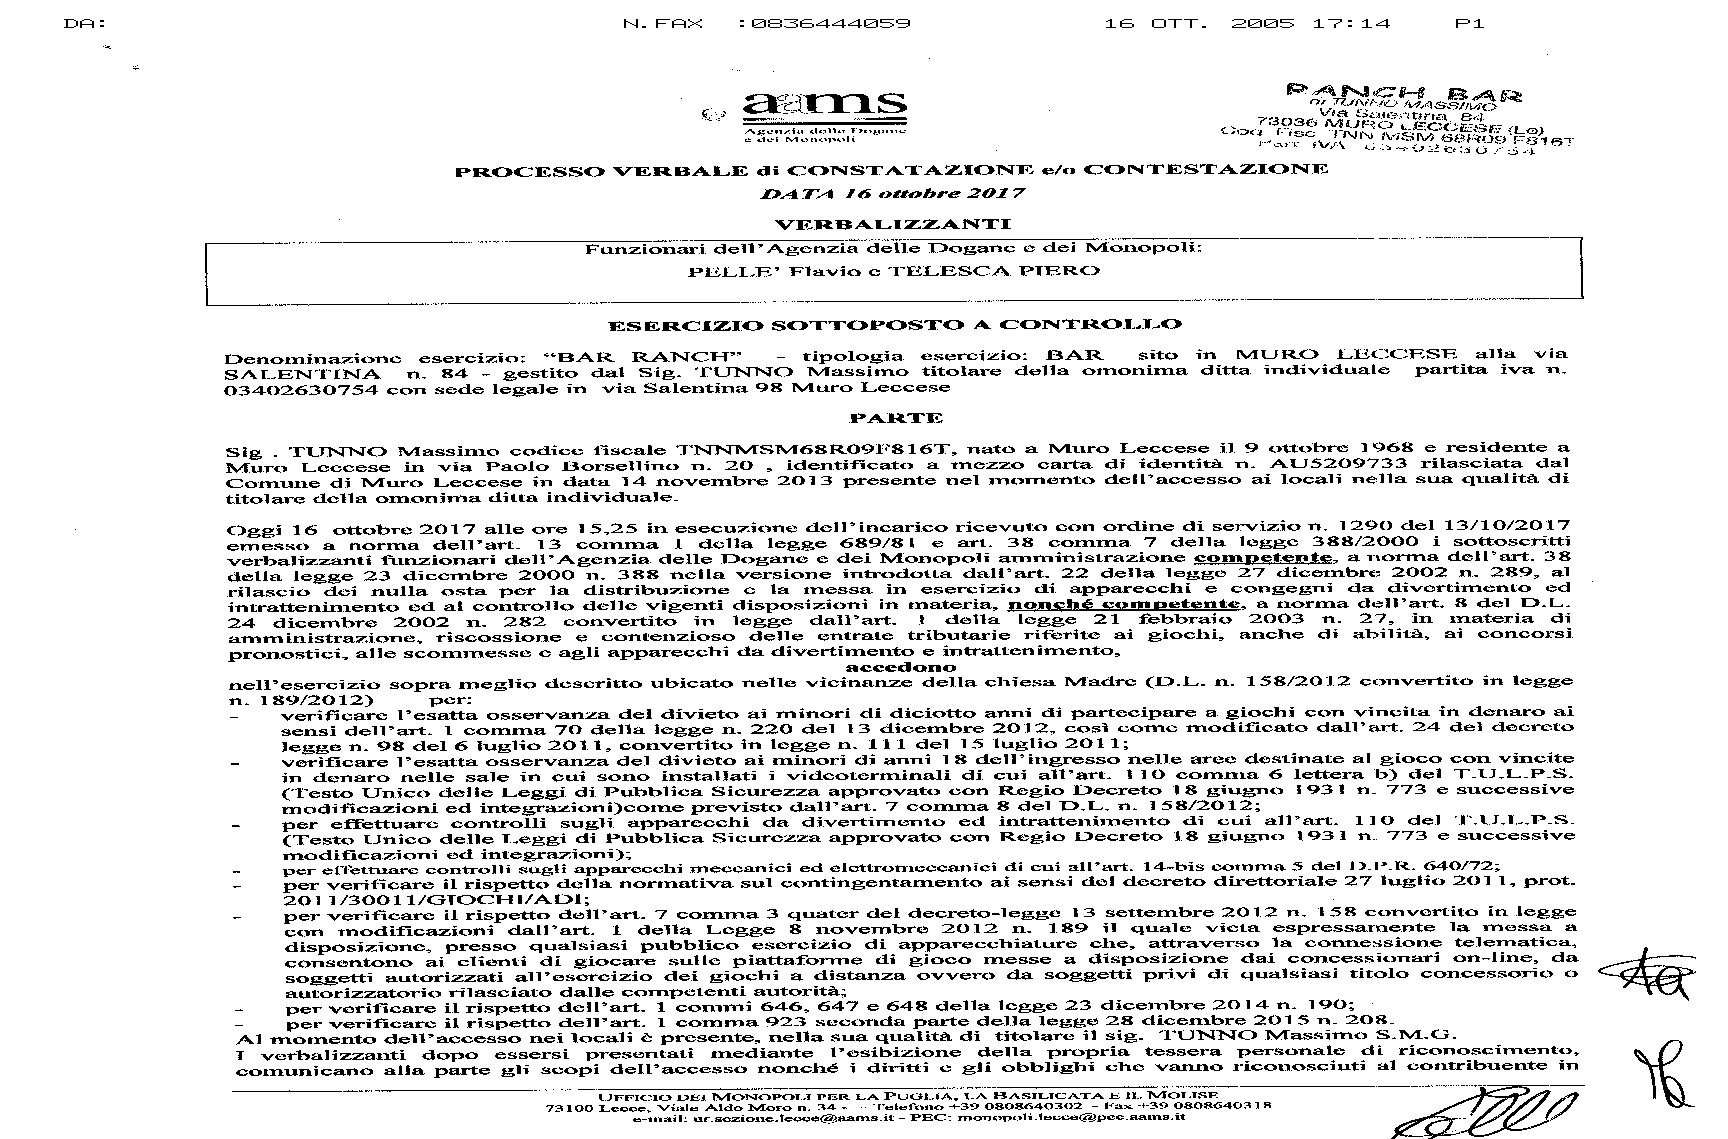 DA: N.FAX :0836444059 16 OTT. 2005 17:14 P1
aams
Agenzia delle Dogane
e dei Monopoli
PANCH BAR
DI TUNNO MASSIMO
Via Salentina, 84
73036 MURO LECCESE (Le)
Cod. Fisc. TNN MSM 68R09 F816T
Part. IVA 03402630754
PROCESSO VERBALE di CONSTATAZIONE e/o CONTESTAZIONE
DATA 16 ottobre 2017
VERBALIZZANTI
Funzionari dell'Agenzia delle Dogane e dei Monopoli:
PELLE' Flavio e TELESCA PIERO
ESERCIZIO SOTTOPOSTO A CONTROLLO
Denominazione esercizio: “BAR RANCH” - tipologia esercizio: BAR sito in MURO LECCESE alla via
SALENTINA n. 84 - gestito dal Sig. TUNNO Massimo titolare della omonima ditta individuale partita iva n.
03402630754 con sede legale in via Salentina 98 Muro Leccese
PARTE
Sig . TUNNO Massimo codice fiscale TNNMSM68R09F816T, nato a Muro Leccese il 9 ottobre 1968 e residente a
Muro Leccese in via Paolo Borsellino n. 20 , identificato a mezzo carta di identità n. AU5209733 rilasciata dal
Comune di Muro Leccese in data 14 novembre 2013 presente nel momento dell'accesso ai locali nella sua qualità di
titolare della omonima ditta individuale.
Oggi 16 ottobre 2017 alle ore 15,25 in esecuzione dell'incarico ricevuto con ordine di servizio n. 1290 del 13/10/2017
emesso a norma dell'art. 13 comma 1 della legge 689/81 e art. 38 comma 7 della legge 388/2000 i sottoscritti
verbalizzanti funzionari dell'Agenzia delle Dogane e dei Monopoli amministrazione competente, a norma dell'art. 38
della legge 23 dicembre 2000 n. 388 nella versione introdotta dall'art. 22 della legge 27 dicembre 2002 n. 289, al
rilascio dei nulla osta per la distribuzione e la messa in esercizio di apparecchi e congegni da divertimento ed
intrattenimento ed al controllo delle vigenti disposizioni in materia, nonché competente, a norma dell'art. 8 del D.L.
24 dicembre 2002 n. 282 convertito in legge dall'art. 1 della legge 21 febbraio 2003 n. 27, in materia di
amministrazione, riscossione e contenzioso delle entrate tributarie riferite ai giochi, anche di abilità, ai concorsi
pronostici, alle scommesse e agli apparecchi da divertimento e intrattenimento,
accedono
nell'esercizio sopra meglio descritto ubicato nelle vicinanze della chiesa Madre (D.L. n. 158/2012 convertito in legge
n. 189/2012) per:
- verificare l'esatta osservanza del divieto ai minori di diciotto anni di partecipare a giochi con vincita in denaro ai
sensi dell'art. 1 comma 70 della legge n. 220 del 13 dicembre 2012, così come modificato dall'art. 24 del decreto
legge n. 98 del 6 luglio 2011, convertito in legge n. 111 del 15 luglio 2011;
- verificare l'esatta osservanza del divieto ai minori di anni 18 dell'ingresso nelle aree destinate al gioco con vincite
in denaro nelle sale in cui sono installati i videoterminali di cui all'art. 110 comma 6 lettera b) del T.U.L.P.S.
(Testo Unico delle Leggi di Pubblica Sicurezza approvato con Regio Decreto 18 giugno 1931 n. 773 e successive
modificazioni ed integrazioni)come previsto dall'art. 7 comma 8 del D.L. n. 158/2012;
- per effettuare controlli sugli apparecchi da divertimento ed intrattenimento di cui all'art. 110 del T.U.L.P.S.
(Testo Unico delle Leggi di Pubblica Sicurezza approvato con Regio Decreto 18 giugno 1931 n. 773 e successive
modificazioni ed integrazioni);
- per effettuare controlli sugli apparecchi meccanici ed elettromeccanici di cui all'art. 14-bis comma 5 del D.P.R. 640/72;
- per verificare il rispetto della normativa sul contingentamento ai sensi del decreto direttoriale 27 luglio 2011, prot.
2011/30011/GIOCHI/ADI;
- per verificare il rispetto dell'art. 7 comma 3 quater del decreto-legge 13 settembre 2012 n. 158 convertito in legge
con modificazioni dall'art. 1 della Legge 8 novembre 2012 n. 189 il quale vieta espressamente la messa a
disposizione, presso qualsiasi pubblico esercizio di apparecchiature che, attraverso la connessione telematica,
consentono ai clienti di giocare sulle piattaforme di gioco messe a disposizione dai concessionari on-line, da
soggetti autorizzati all'esercizio dei giochi a distanza ovvero da soggetti privi di qualsiasi titolo concessorio o
autorizzatorio rilasciato dalle competenti autorità;
- per verificare il rispetto dell'art. 1 commi 646, 647 e 648 della legge 23 dicembre 2014 n. 190;
- per verificare il rispetto dell'art. 1 comma 923 seconda parte della legge 28 dicembre 2015 n. 208.
Al momento dell'accesso nei locali è presente, nella sua qualità di titolare il sig. TUNNO Massimo S.M.G.
I verbalizzanti dopo essersi presentati mediante l'esibizione della propria tessera personale di riconoscimento,
comunicano alla parte gli scopi dell'accesso nonché i diritti e gli obblighi che vanno riconosciuti al contribuente in
UFFICIO DEI MONOPOLI PER LA PUGLIA, LA BASILICATA E IL MOLISE
73100 Lecce, Viale Aldo Moro n. 34 - - Telefono +39 0808640302 - Fax +39 0808640318
e-mail: ur.sezione.lecce@aams.it - PEC: monopoli.lecce@pec.aams.it